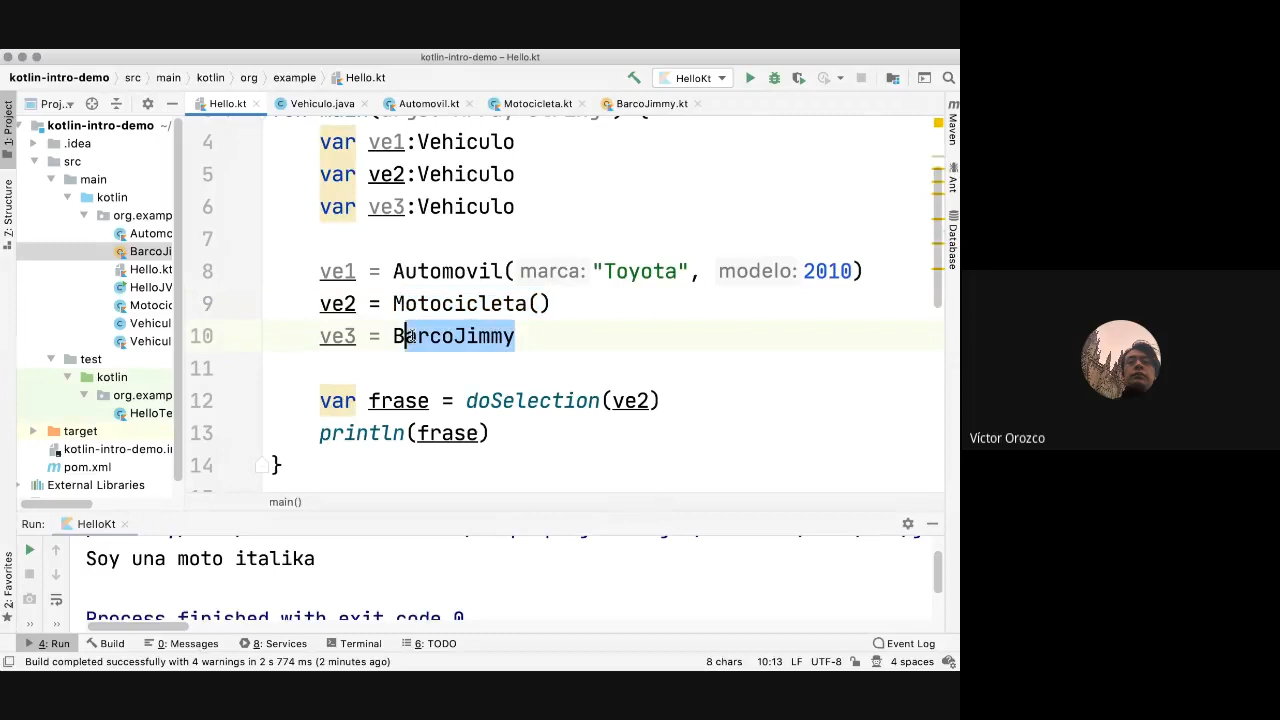 kotlin-intro-demo – Hello.kt
kotlin-intro-demo src main kotlin org example Hello.kt
HelloKt
1: Project
Proj..
Hello.kt Vehiculo.java Automovil.kt Motocicleta.kt BarcoJimmy.kt
Maven
Ant
Database
kotlin-intro-demo ~/
.idea
src
main
kotlin
org.examp
Automo
BarcoJi
Hello.kt
HelloJV
Motocic
Vehicul
Vehicul
test
kotlin
org.examp
HelloTe
target
kotlin-intro-demo.ir
pom.xml
External Libraries
7: Structure
4 var ve1:Vehiculo
5 var ve2:Vehiculo
6 var ve3:Vehiculo
7
8 ve1 = Automovil( marca: "Toyota", modelo: 2010)
9 ve2 = Motocicleta()
10 ve3 = BarcoJimmy
11
12 var frase = doSelection(ve2)
13 println(frase)
14 }
main()
Run: HelloKt
2: Favorites
Soy una moto italika
Process finished with exit code 0
4: Run Build 0: Messages 8: Services Terminal 6: TODO Event Log
Build completed successfully with 4 warnings in 2 s 774 ms (2 minutes ago) 8 chars 10:13 LF UTF-8 4 spaces
Víctor Orozco